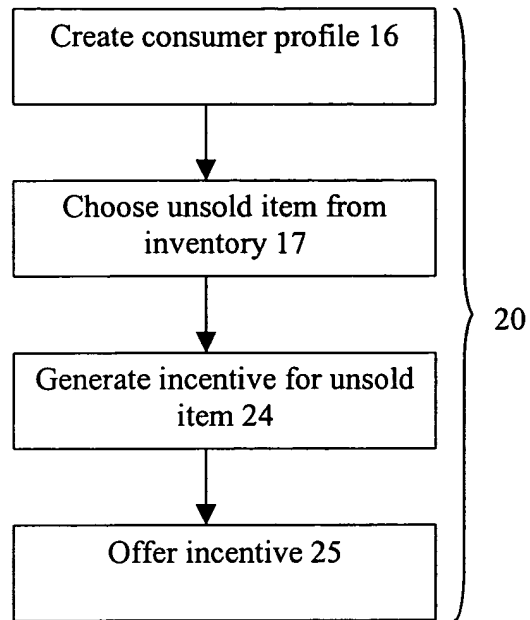 Create consumer profile 16
Choose unsold item from
inventory 17
20
Generate incentive for unsold
item 24
Offer incentive 25